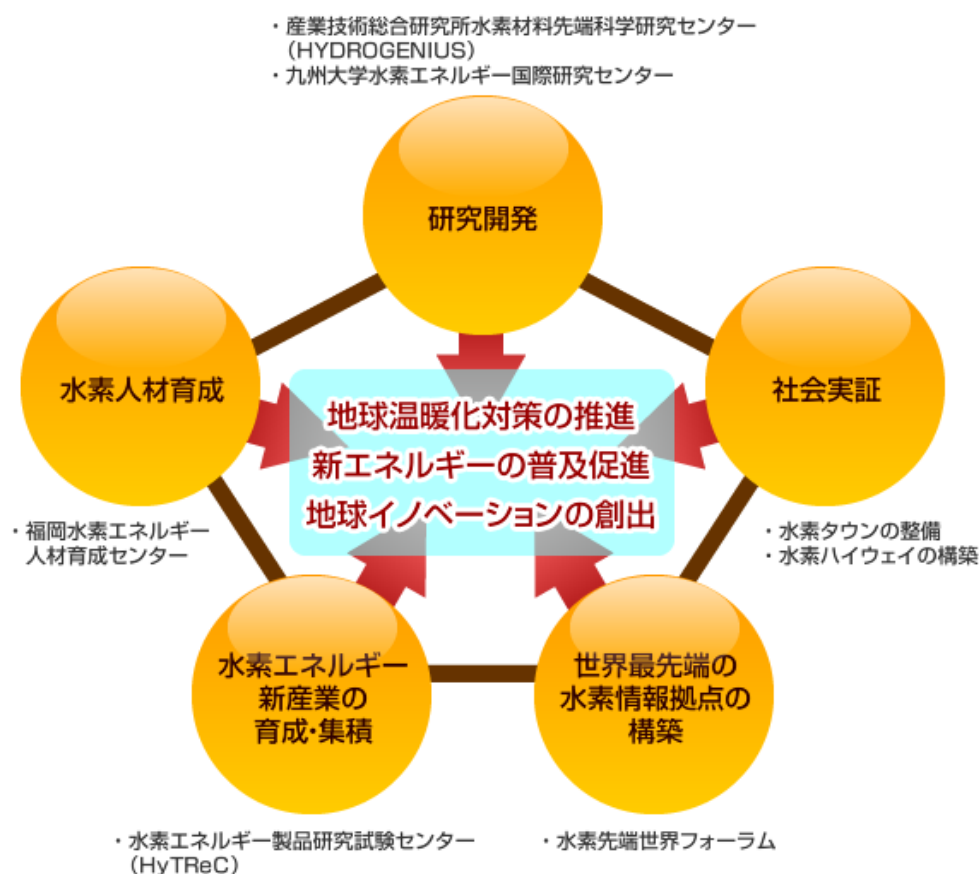 ・産業技術総合研究所水素材料先端科学研究センター
（HYDROGENIUS）
・九州大学水素エネルギー国際研究センター
研究開発
水素人材育成
社会実証
地球温暖化対策の推進
新エネルギーの普及促進
地球イノベーションの創出
・福岡水素エネルギー
人材育成センター
・水素タウンの整備
・水素ハイウェイの構築
水素エネルギー
新産業の
育成・集積
世界最先端の
水素情報拠点の
構築
・水素エネルギー製品研究試験センター
（HyTReC）
・水素先端世界フォーラム